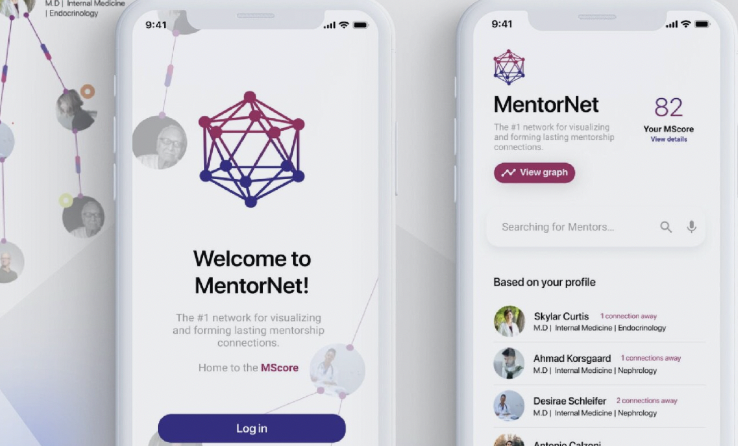 M.D | Internal Medicine
| Endocrinology
9:41
Welcome to
MentorNet!
The #1 network for visualizing
and forming lasting mentorship
connections.
Home to the MScore
Log in
9:41
MentorNet
The #1 network for visualizing
and forming lasting mentorship
connections.
82
Your MScore
View details
View graph
Searching for Mentors...
Based on your profile
Skylar Curtis 1 connection away
M.D | Internal Medicine | Endocrinology
Ahmad Korsgaard 1 connections away
M.D | Internal Medicine | Nephrology
Desirae Schleifer 2 connections away
M.D | Internal Medicine | Nephrology